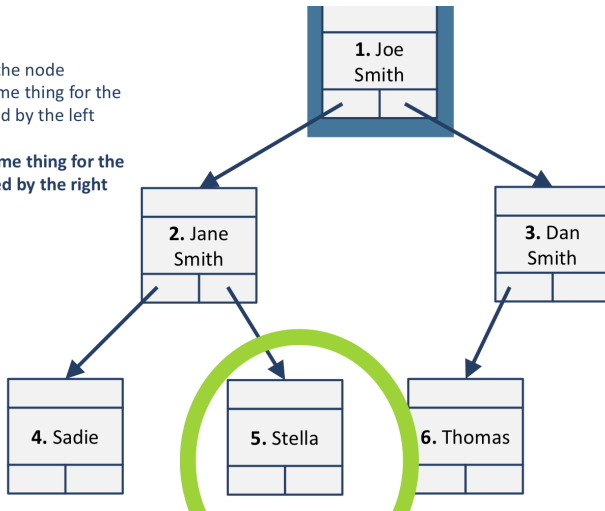 the node
me thing for the
d by the left
me thing for the
ed by the right
1. Joe
Smith
2. Jane
Smith
3. Dan
Smith
4. Sadie
5. Stella
6. Thomas